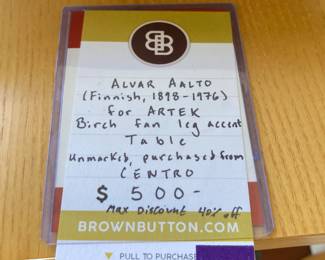 BB
ALVAR AALTO
(Finnish, 1898-1976)
for ARTEK
Birch fan leg accent
Table
Unmarked, purchased from
CENTRO
$ 500-
Max Discount 40% off
BROWNBUTTON.COM
PULL TO PURCHASE